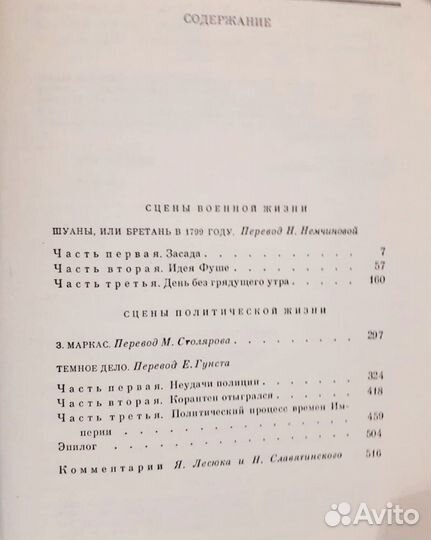 СОДЕРЖАНИЕ
СЦЕНЫ ВОЕННОЙ ЖИЗНИ
ШУАНЫ, ИЛИ БРЕТАНЬ В 1799 ГОДУ. Перевод Н. Немчиновой
Часть первая. Засада . . . . . . . . . . 7
Часть вторая. Идея Фуше . . . . . . . . 57
Часть третья. День без грядущего утра . . . . . 160
СЦЕНЫ ПОЛИТИЧЕСКОЙ ЖИЗНИ
З. МАРКАС. Перевод М. Столярова . . . . . . . 297
ТЕМНОЕ ДЕЛО. Перевод Е. Гунста
Часть первая. Неудачи полиции . . . . . . . 324
Часть вторая. Корантен отыгрался . . . . . . 418
Часть третья. Политический процесс времен Им-
перии . . . . . . . . . . . . 459
Эпилог . . . . . . . . . . . . . 504
Комментарии Я. Лесюка и Н. Славятинского . . . 516
Avito